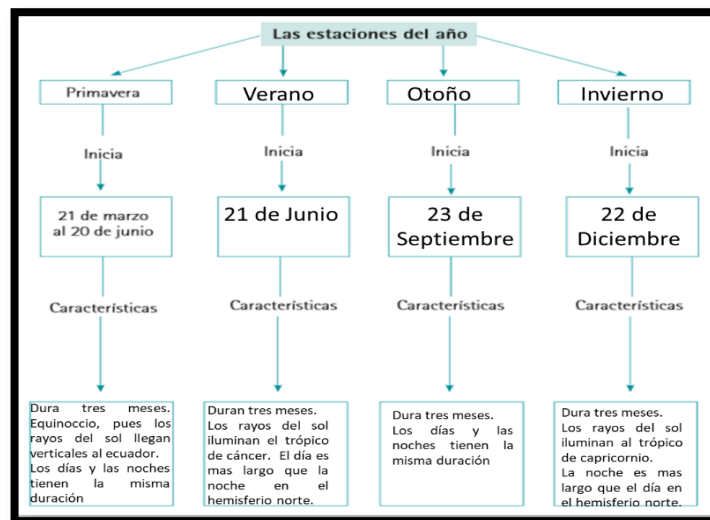 Las estaciones del año
Primavera
Verano
Otoño
Invierno
Inicia
Inicia
Inicia
Inicia
21 de marzo
al 20 de junio
21 de Junio
23 de
Septiembre
22 de
Diciembre
Características
Características
Características
Características
Dura tres meses.
Equinoccio, pues los
rayos del sol llegan
verticales al ecuador.
Los días y las noches
tienen la misma
duración
Duran tres meses.
Los rayos del sol
iluminan el trópico
de cáncer. El día es
mas largo que la
noche en el
hemisferio norte.
Dura tres meses.
Los días y las
noches tienen la
misma duración
Dura tres meses.
Los rayos del sol
iluminan al trópico
de capricornio.
La noche es mas
largo que el día en
el hemisferio norte.